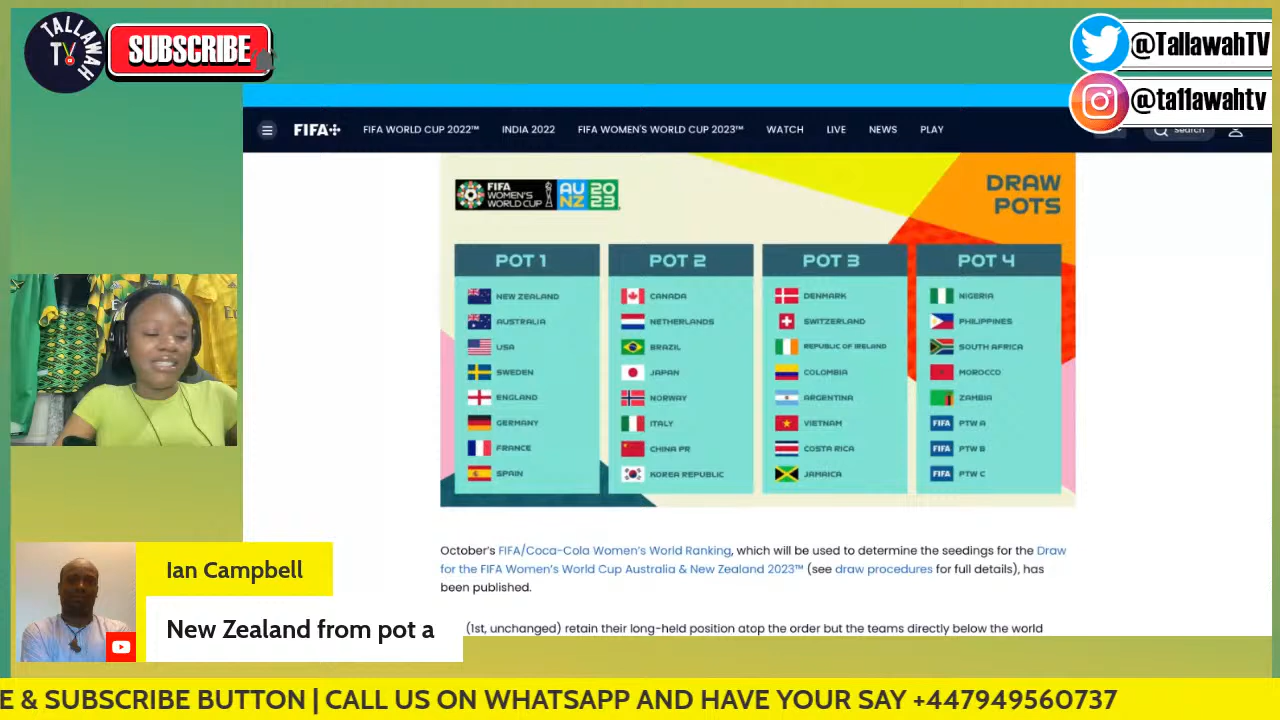 TALLAWAH
TV
SUBSCRIBE
@TallawahTV
@ta11awahtv
FIFA+
FIFA WORLD CUP 2022™
INDIA 2022
FIFA WOMEN'S WORLD CUP 2023™
WATCH
LIVE
NEWS
PLAY
Search
FIFA
WOMEN'S
WORLD CUP
AU
NZ
20
23
DRAW
POTS
POT 1
NEW ZEALAND
AUSTRALIA
USA
SWEDEN
ENGLAND
GERMANY
FRANCE
SPAIN
POT 2
CANADA
NETHERLANDS
BRAZIL
JAPAN
NORWAY
ITALY
CHINA PR
KOREA REPUBLIC
POT 3
DENMARK
SWITZERLAND
REPUBLIC OF IRELAND
COLOMBIA
ARGENTINA
VIETNAM
COSTA RICA
JAMAICA
POT 4
NIGERIA
PHILIPPINES
SOUTH AFRICA
MOROCCO
ZAMBIA
FIFA PTW A
FIFA PTW B
FIFA PTW C
October's FIFA/Coca-Cola Women's World Ranking, which will be used to determine the seedings for the Draw
for the FIFA Women's World Cup Australia & New Zealand 2023™ (see draw procedures for full details), has
been published.
(1st, unchanged) retain their long-held position atop the order but the teams directly below the world
Ian Campbell
New Zealand from pot a
E & SUBSCRIBE BUTTON | CALL US ON WHATSAPP AND HAVE YOUR SAY +447949560737